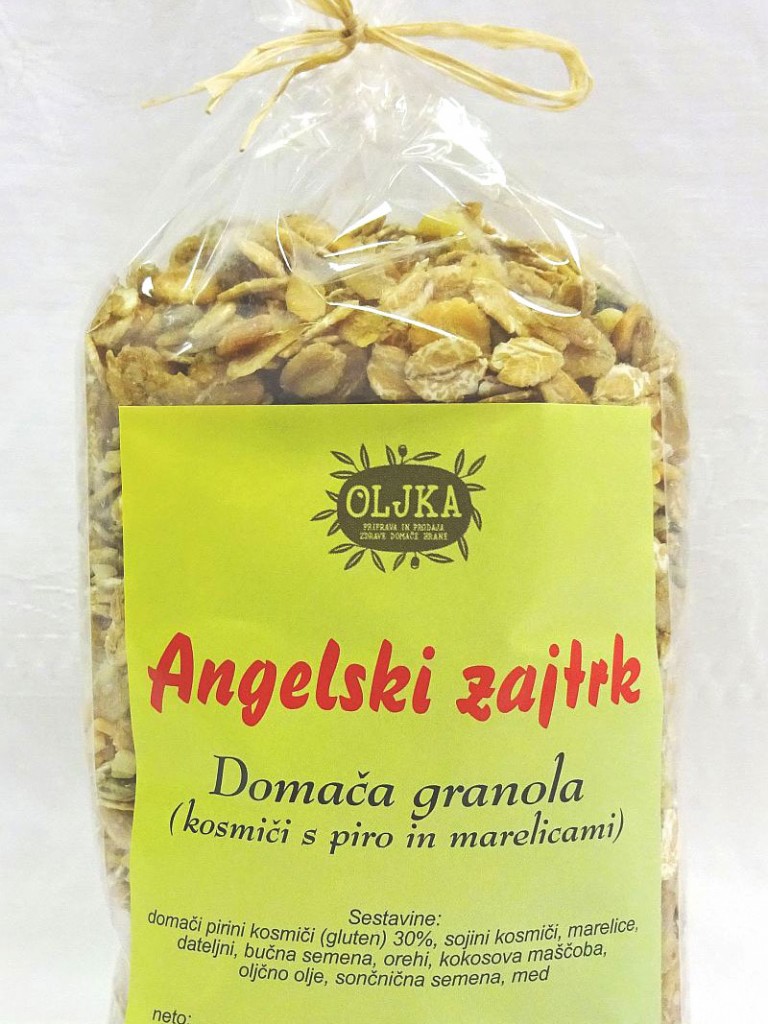 OLJKA
PRIPRAVA IN PRODAJA
ZDRAVE DOMAČE HRANE
Angelski zajtrk
Domača granola
(kosmiči s piro in marelicami)
Sestavine:
domači pirini kosmiči (gluten) 30%, sojini kosmiči, marelice,
dateljni, bučna semena, orehi, kokosova maščoba,
oljčno olje, sončnična semena, med
neto: